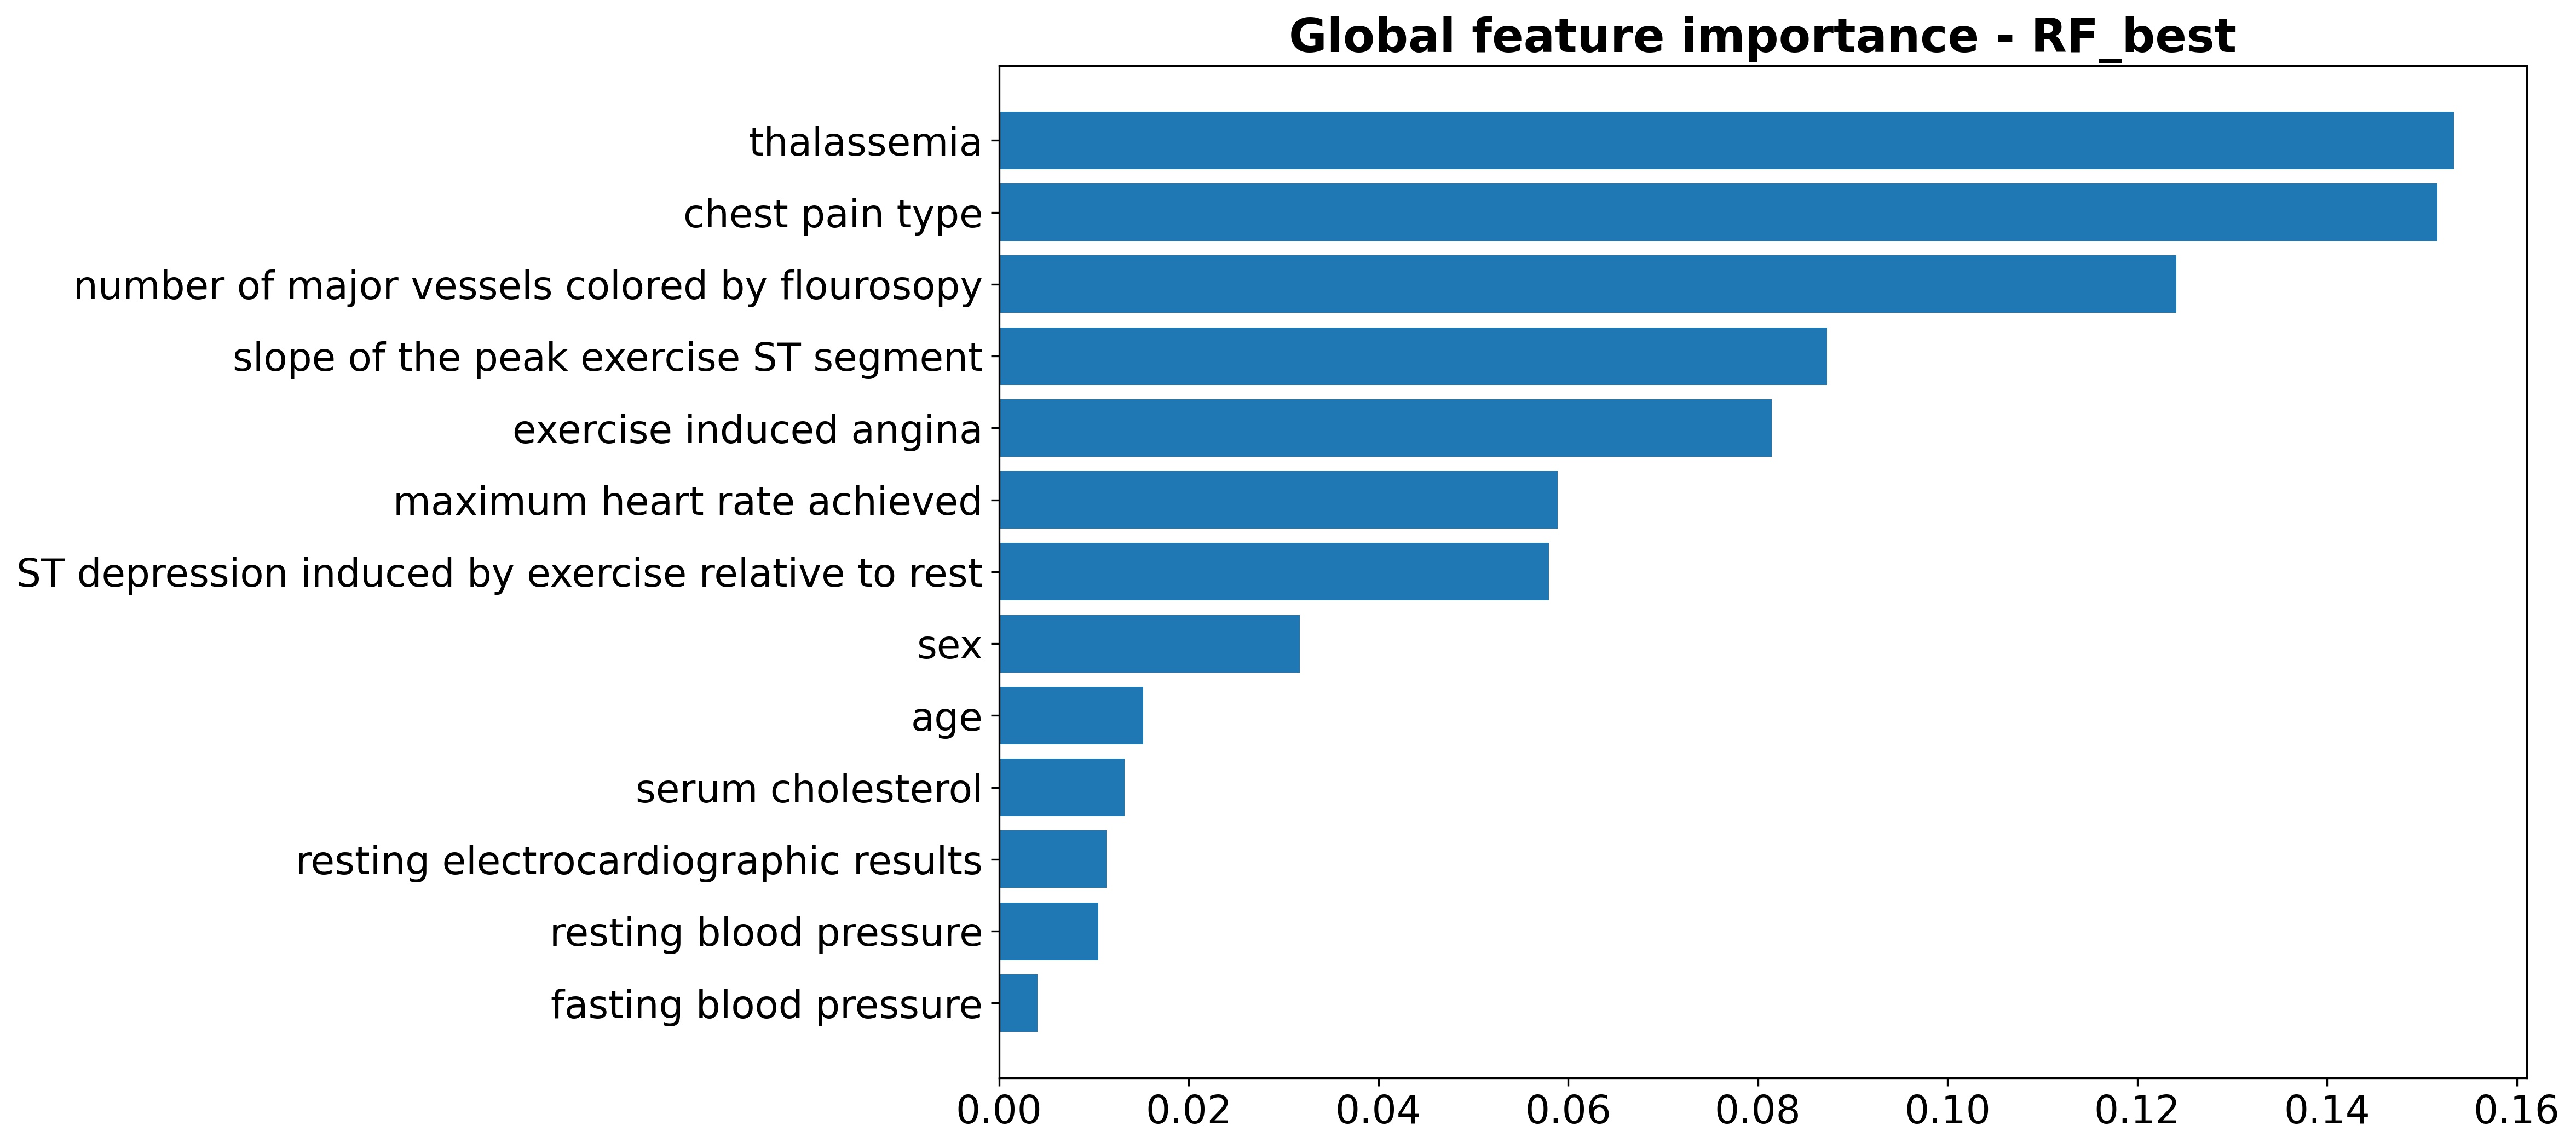 Global feature importance - RF_best
thalassemia
chest pain type
number of major vessels colored by flourosopy
slope of the peak exercise ST segment
exercise induced angina
maximum heart rate achieved
ST depression induced by exercise relative to rest
sex
age
serum cholesterol
resting electrocardiographic results
resting blood pressure
fasting blood pressure
0.00 0.02 0.04 0.06 0.08 0.10 0.12 0.14 0.16